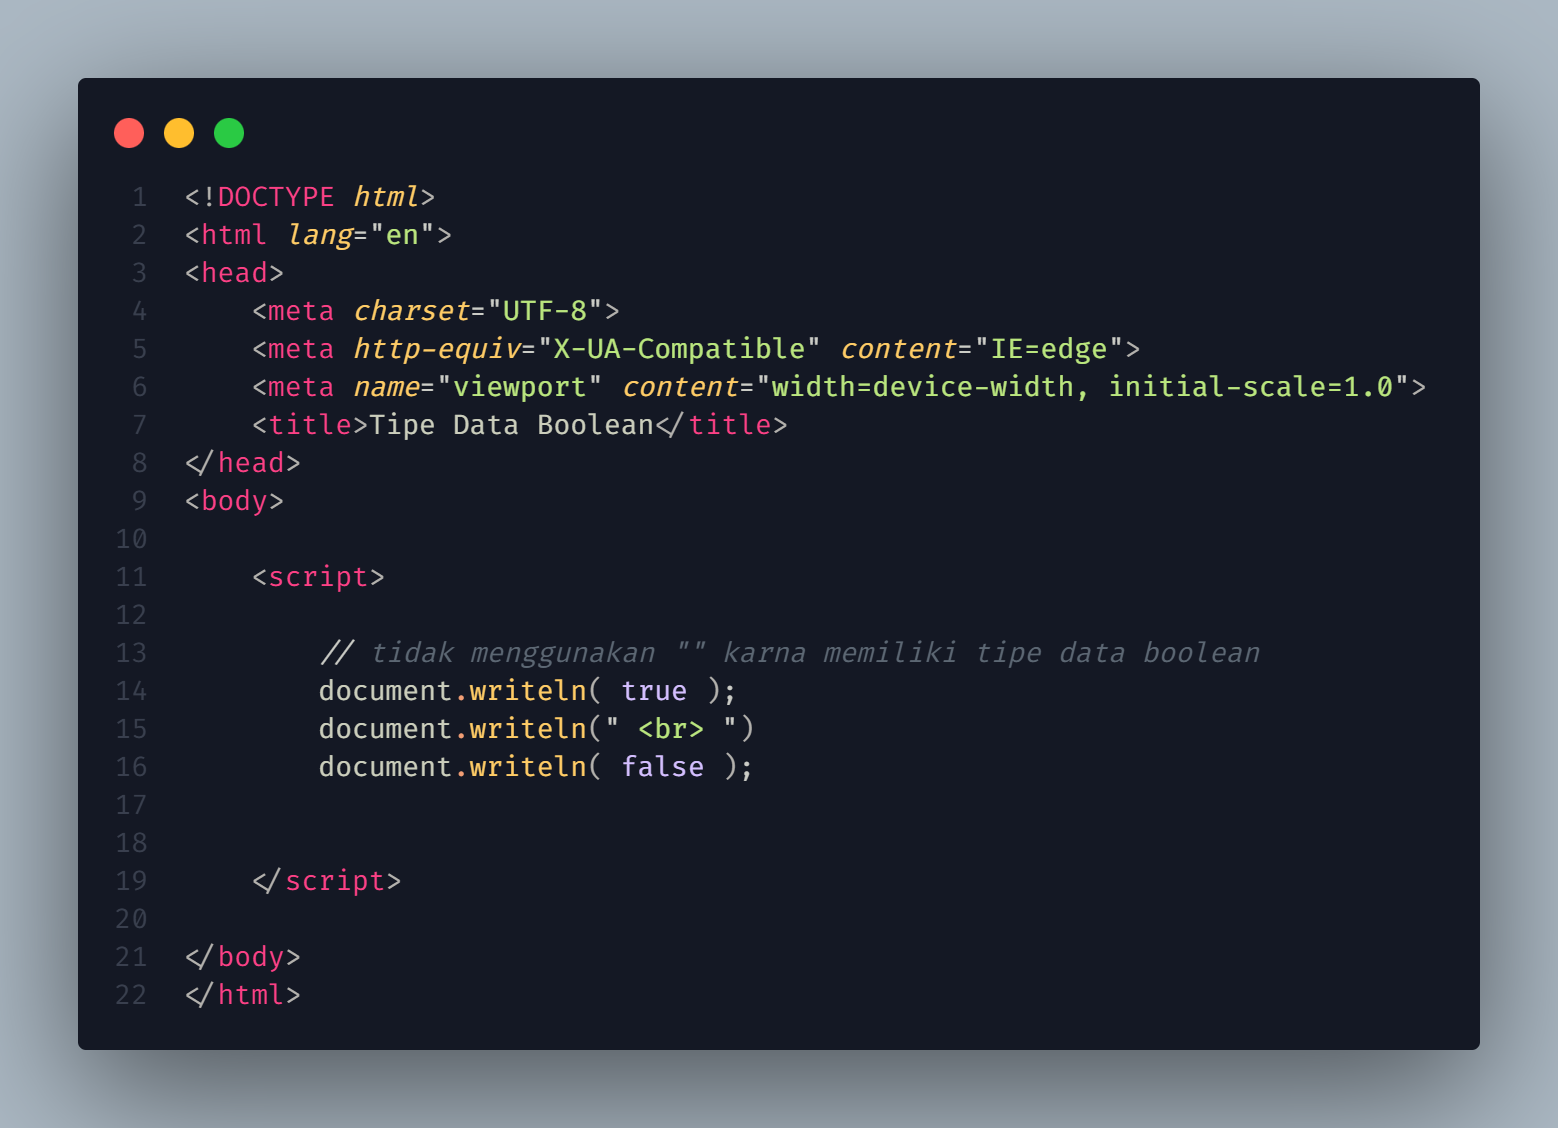 1 <!DOCTYPE html>
2 <html lang="en">
3 <head>
4     <meta charset="UTF-8">
5     <meta http-equiv="X-UA-Compatible" content="IE=edge">
6     <meta name="viewport" content="width=device-width, initial-scale=1.0">
7     <title>Tipe Data Boolean</title>
8 </head>
9 <body>
10
11     <script>
12
13         // tidak menggunakan "" karna memiliki tipe data boolean
14         document.writeln( true );
15         document.writeln(" <br> ")
16         document.writeln( false );
17
18
19     </script>
20
21 </body>
22 </html>